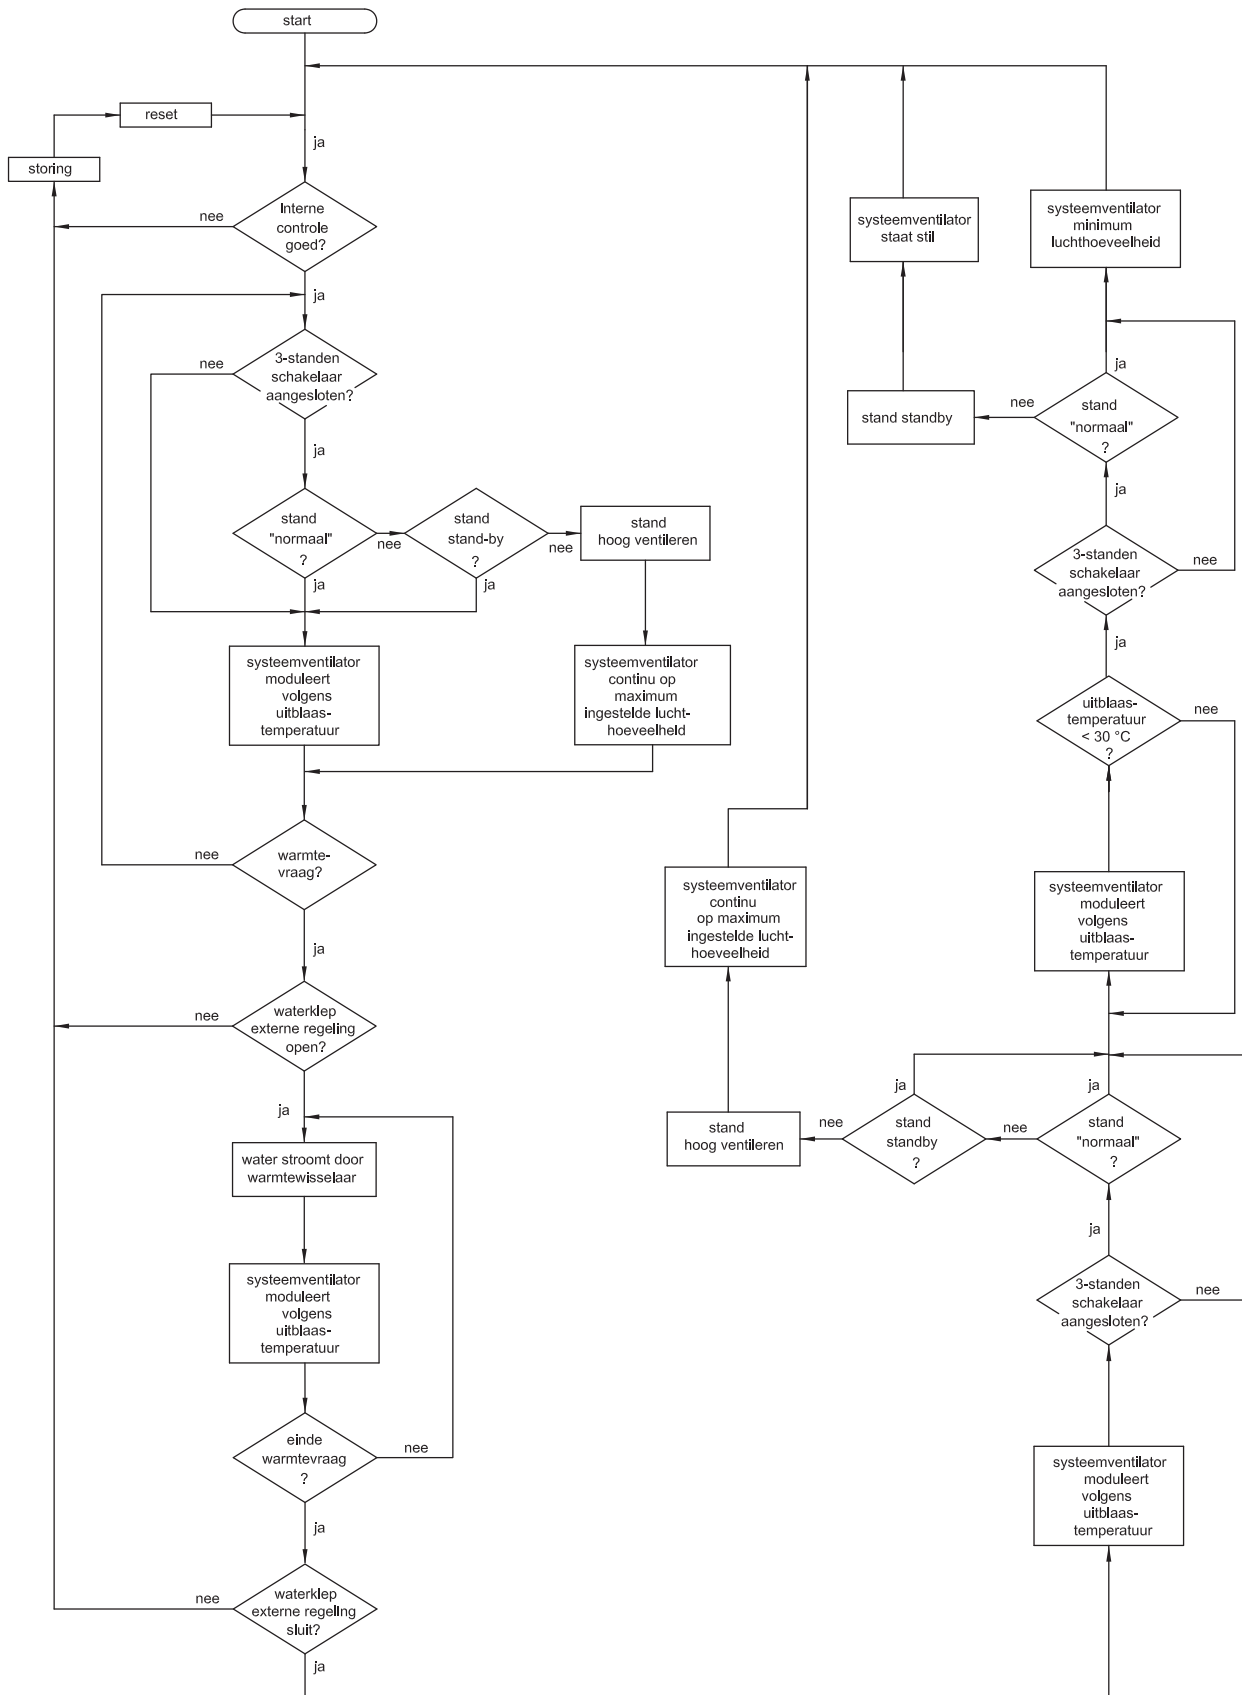 start
reset
ja
storing
nee
Interne
controle
goed?
ja
nee
3-standen
schakelaar
aangesloten?
ja
stand
"normaal"
?
nee
ja
stand
stand-by
?
nee
ja
stand
hoog ventileren
systeemventilator
moduleert
volgens
uitblaas-
temperatuur
systeemventilator
continu op
maximum
ingestelde lucht-
hoeveelheid
nee
warmte-
vraag?
ja
nee
waterklep
externe regeling
open?
ja
water stroomt door
warmtewisselaar
systeemventilator
moduleert
volgens
uitblaas-
temperatuur
einde
warmtevraag
?
nee
ja
nee
waterklep
externe regeling
sluit?
ja
systeemventilator
staat stil
systeemventilator
minimum
luchthoeveelheid
ja
stand standby
nee
stand
"normaal"
?
ja
3-standen
schakelaar
aangesloten?
nee
ja
uitblaas-
temperatuur
< 30 °C
?
nee
systeemventilator
continu
op maximum
ingestelde lucht-
hoeveelheid
systeemventilator
moduleert
volgens
uitblaas-
temperatuur
ja
ja
stand
hoog ventileren
nee
stand
standby
?
nee
stand
"normaal"
?
ja
3-standen
schakelaar
aangesloten?
nee
systeemventilator
moduleert
volgens
uitblaas-
temperatuur